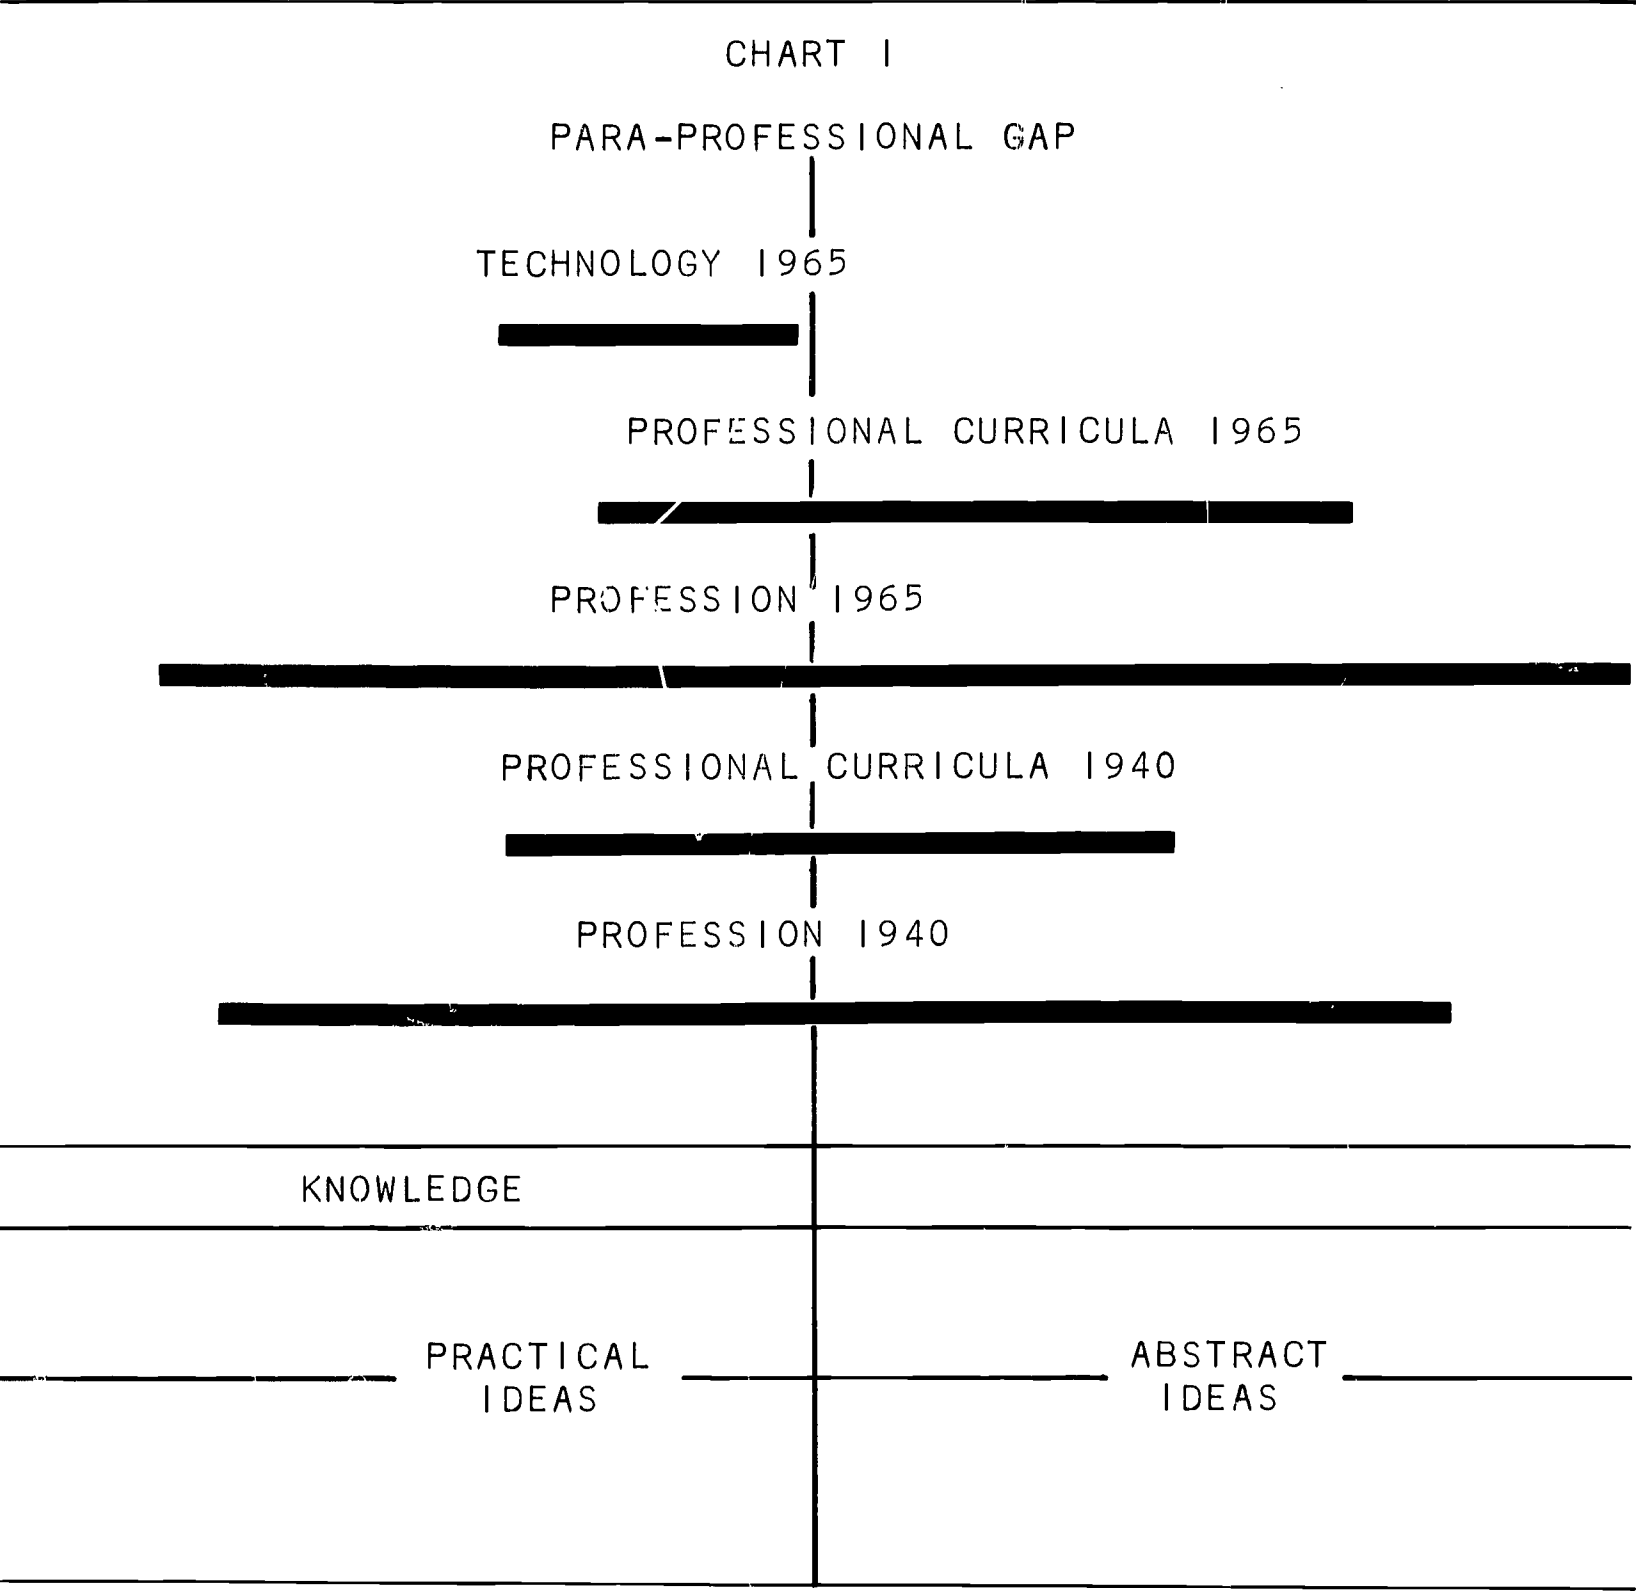 CHART I
PARA-PROFESSIONAL GAP
TECHNOLOGY 1965
PROFESSIONAL CURRICULA 1965
PROFESSION 1965
PROFESSIONAL CURRICULA 1940
PROFESSION 1940
KNOWLEDGE
PRACTICAL
IDEAS
ABSTRACT
IDEAS